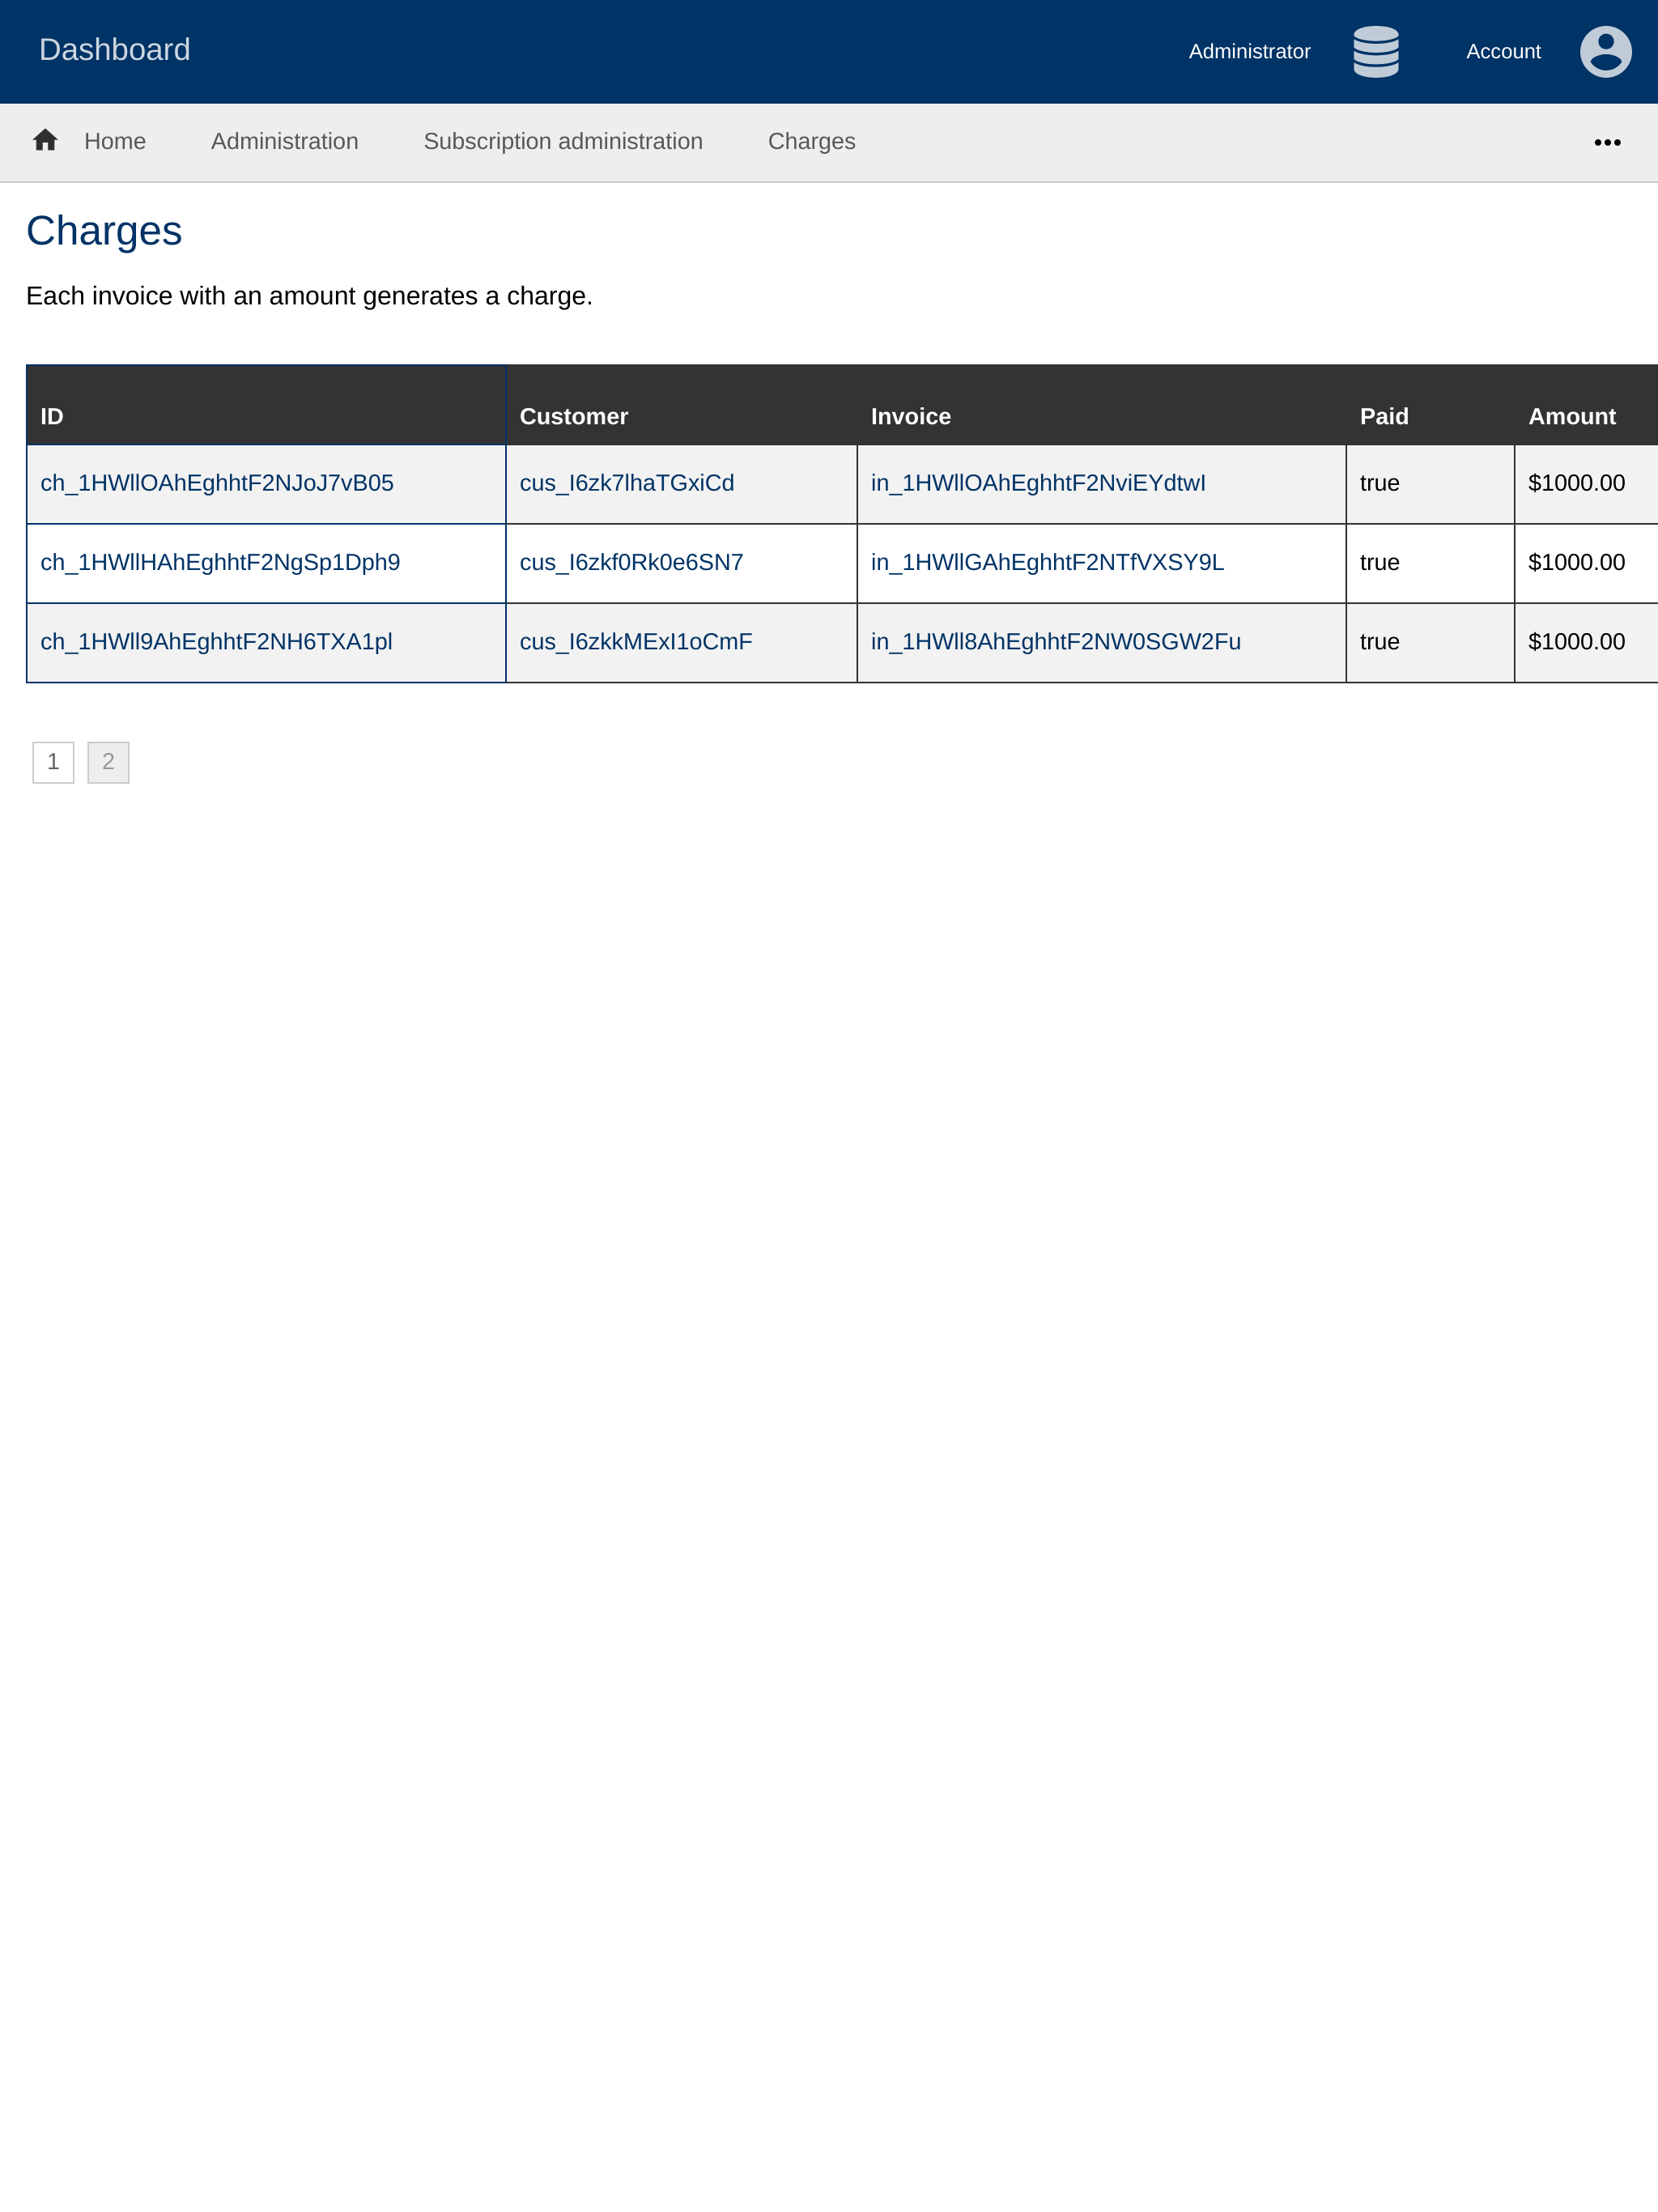 Dashboard
Administrator
Account
Home Administration Subscription administration Charges
Charges
Each invoice with an amount generates a charge.
ID Customer Invoice Paid Amount
ch_1HWllOAhEghhtF2NJoJ7vB05 cus_I6zk7lhaTGxiCd in_1HWllOAhEghhtF2NviEYdtwI true $1000.00
ch_1HWllHAhEghhtF2NgSp1Dph9 cus_I6zkf0Rk0e6SN7 in_1HWllGAhEghhtF2NTfVXSY9L true $1000.00
ch_1HWll9AhEghhtF2NH6TXA1pl cus_I6zkkMExI1oCmF in_1HWll8AhEghhtF2NW0SGW2Fu true $1000.00
1 2